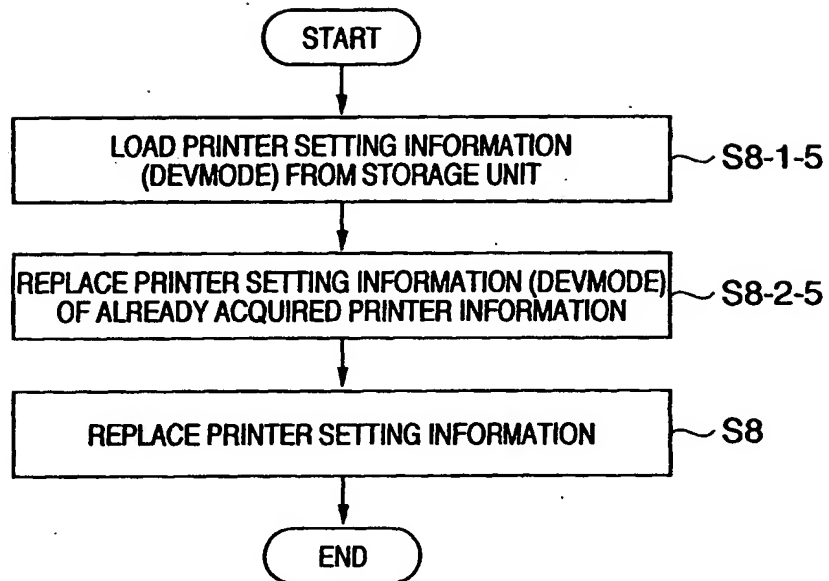 START
LOAD PRINTER SETTING INFORMATION
(DEVMODE) FROM STORAGE UNIT
S8-1-5
REPLACE PRINTER SETTING INFORMATION (DEVMODE)
OF ALREADY ACQUIRED PRINTER INFORMATION
S8-2-5
REPLACE PRINTER SETTING INFORMATION
S8
END